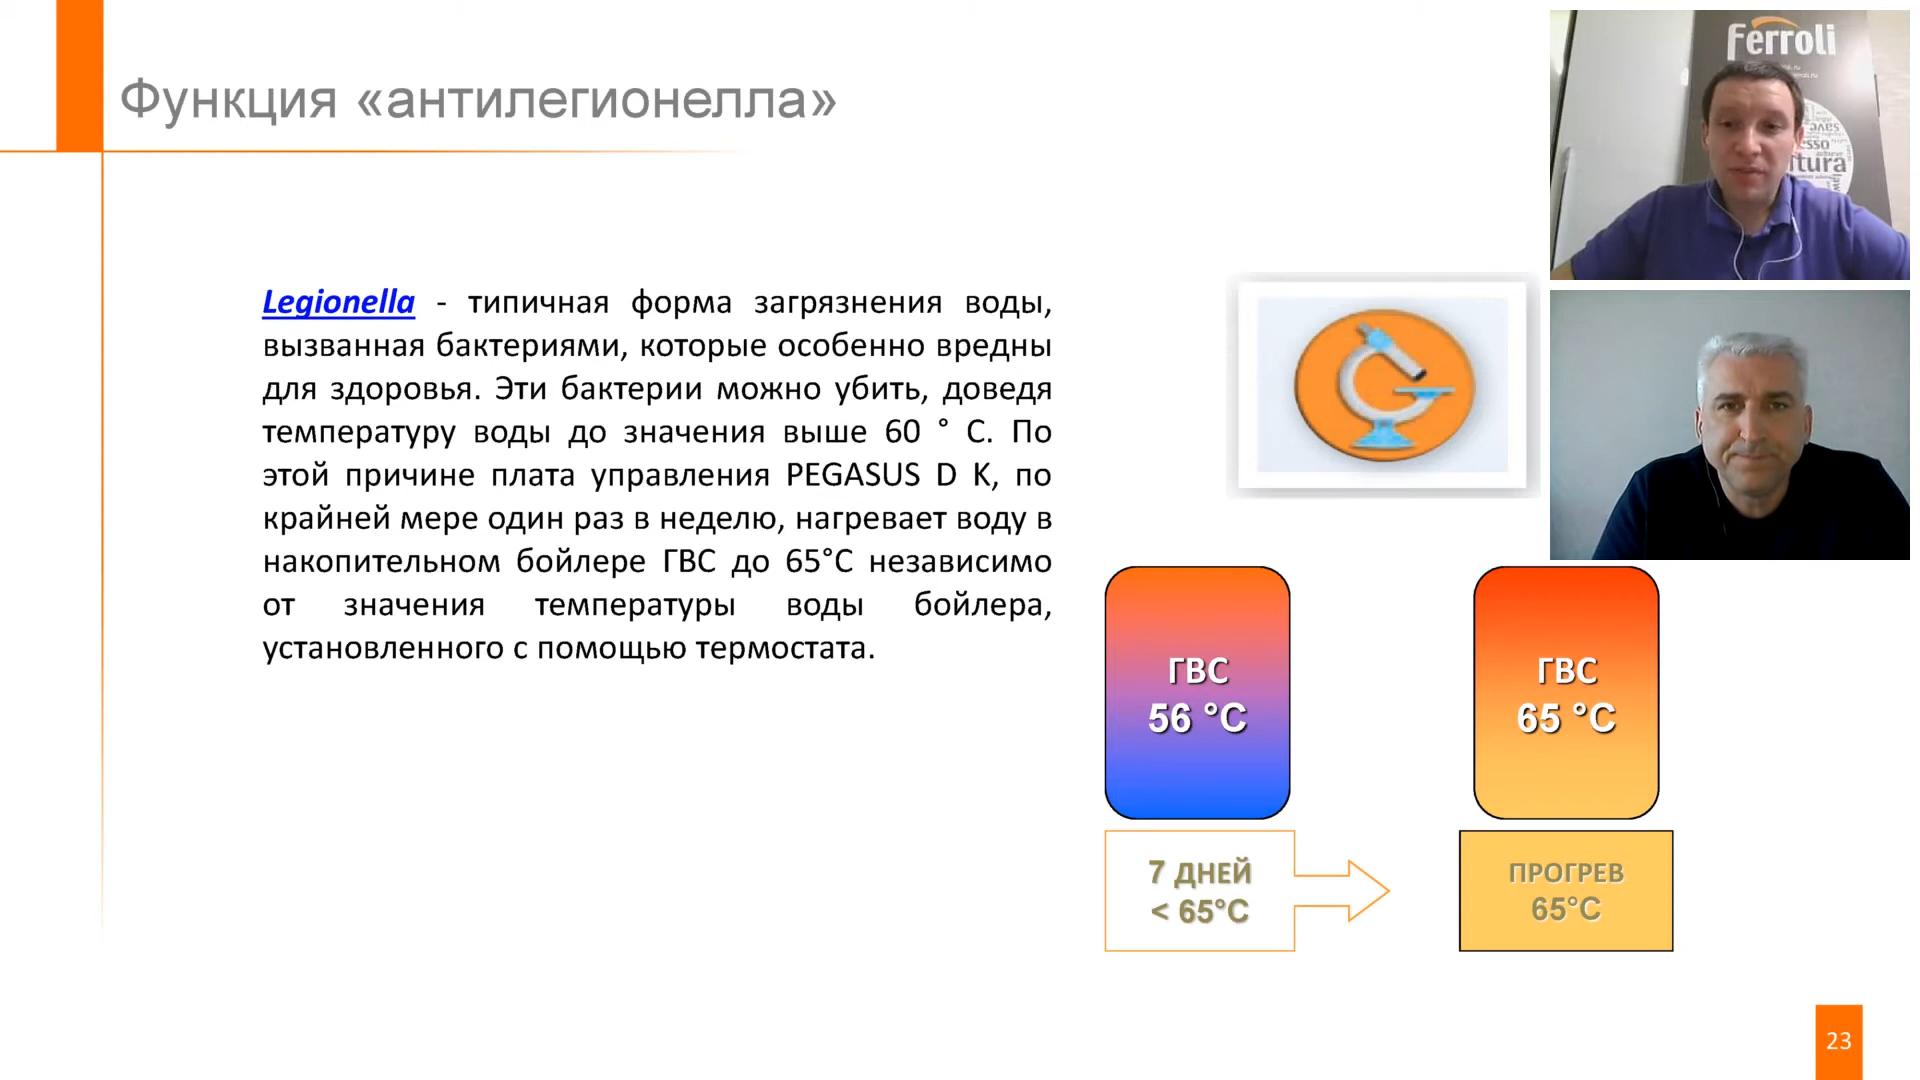 Функция «антилегионелла»
Legionella - типичная форма загрязнения воды,
вызванная бактериями, которые особенно вредны
для здоровья. Эти бактерии можно убить, доведя
температуру воды до значения выше 60 ° C. По
этой причине плата управления PEGASUS D K, по
крайней мере один раз в неделю, нагревает воду в
накопительном бойлере ГВС до 65°C независимо
от значения температуры воды бойлера,
установленного с помощью термостата.
ferroli
save
tura
ГВС
56 °C
ГВС
65 °C
7 ДНЕЙ
< 65°C
ПРОГРЕВ
65°C
23